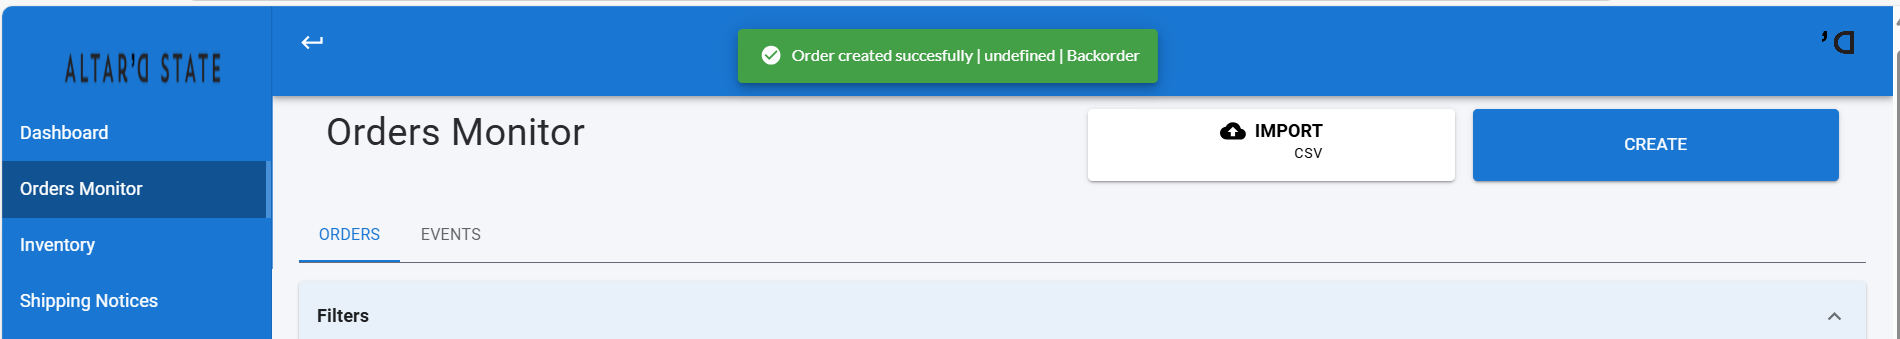 ALTAR'D STATE
Order created succesfully | undefined | Backorder
'D
Dashboard
Orders Monitor
Inventory
Shipping Notices
Orders Monitor
IMPORT
CSV
CREATE
ORDERS
EVENTS
Filters